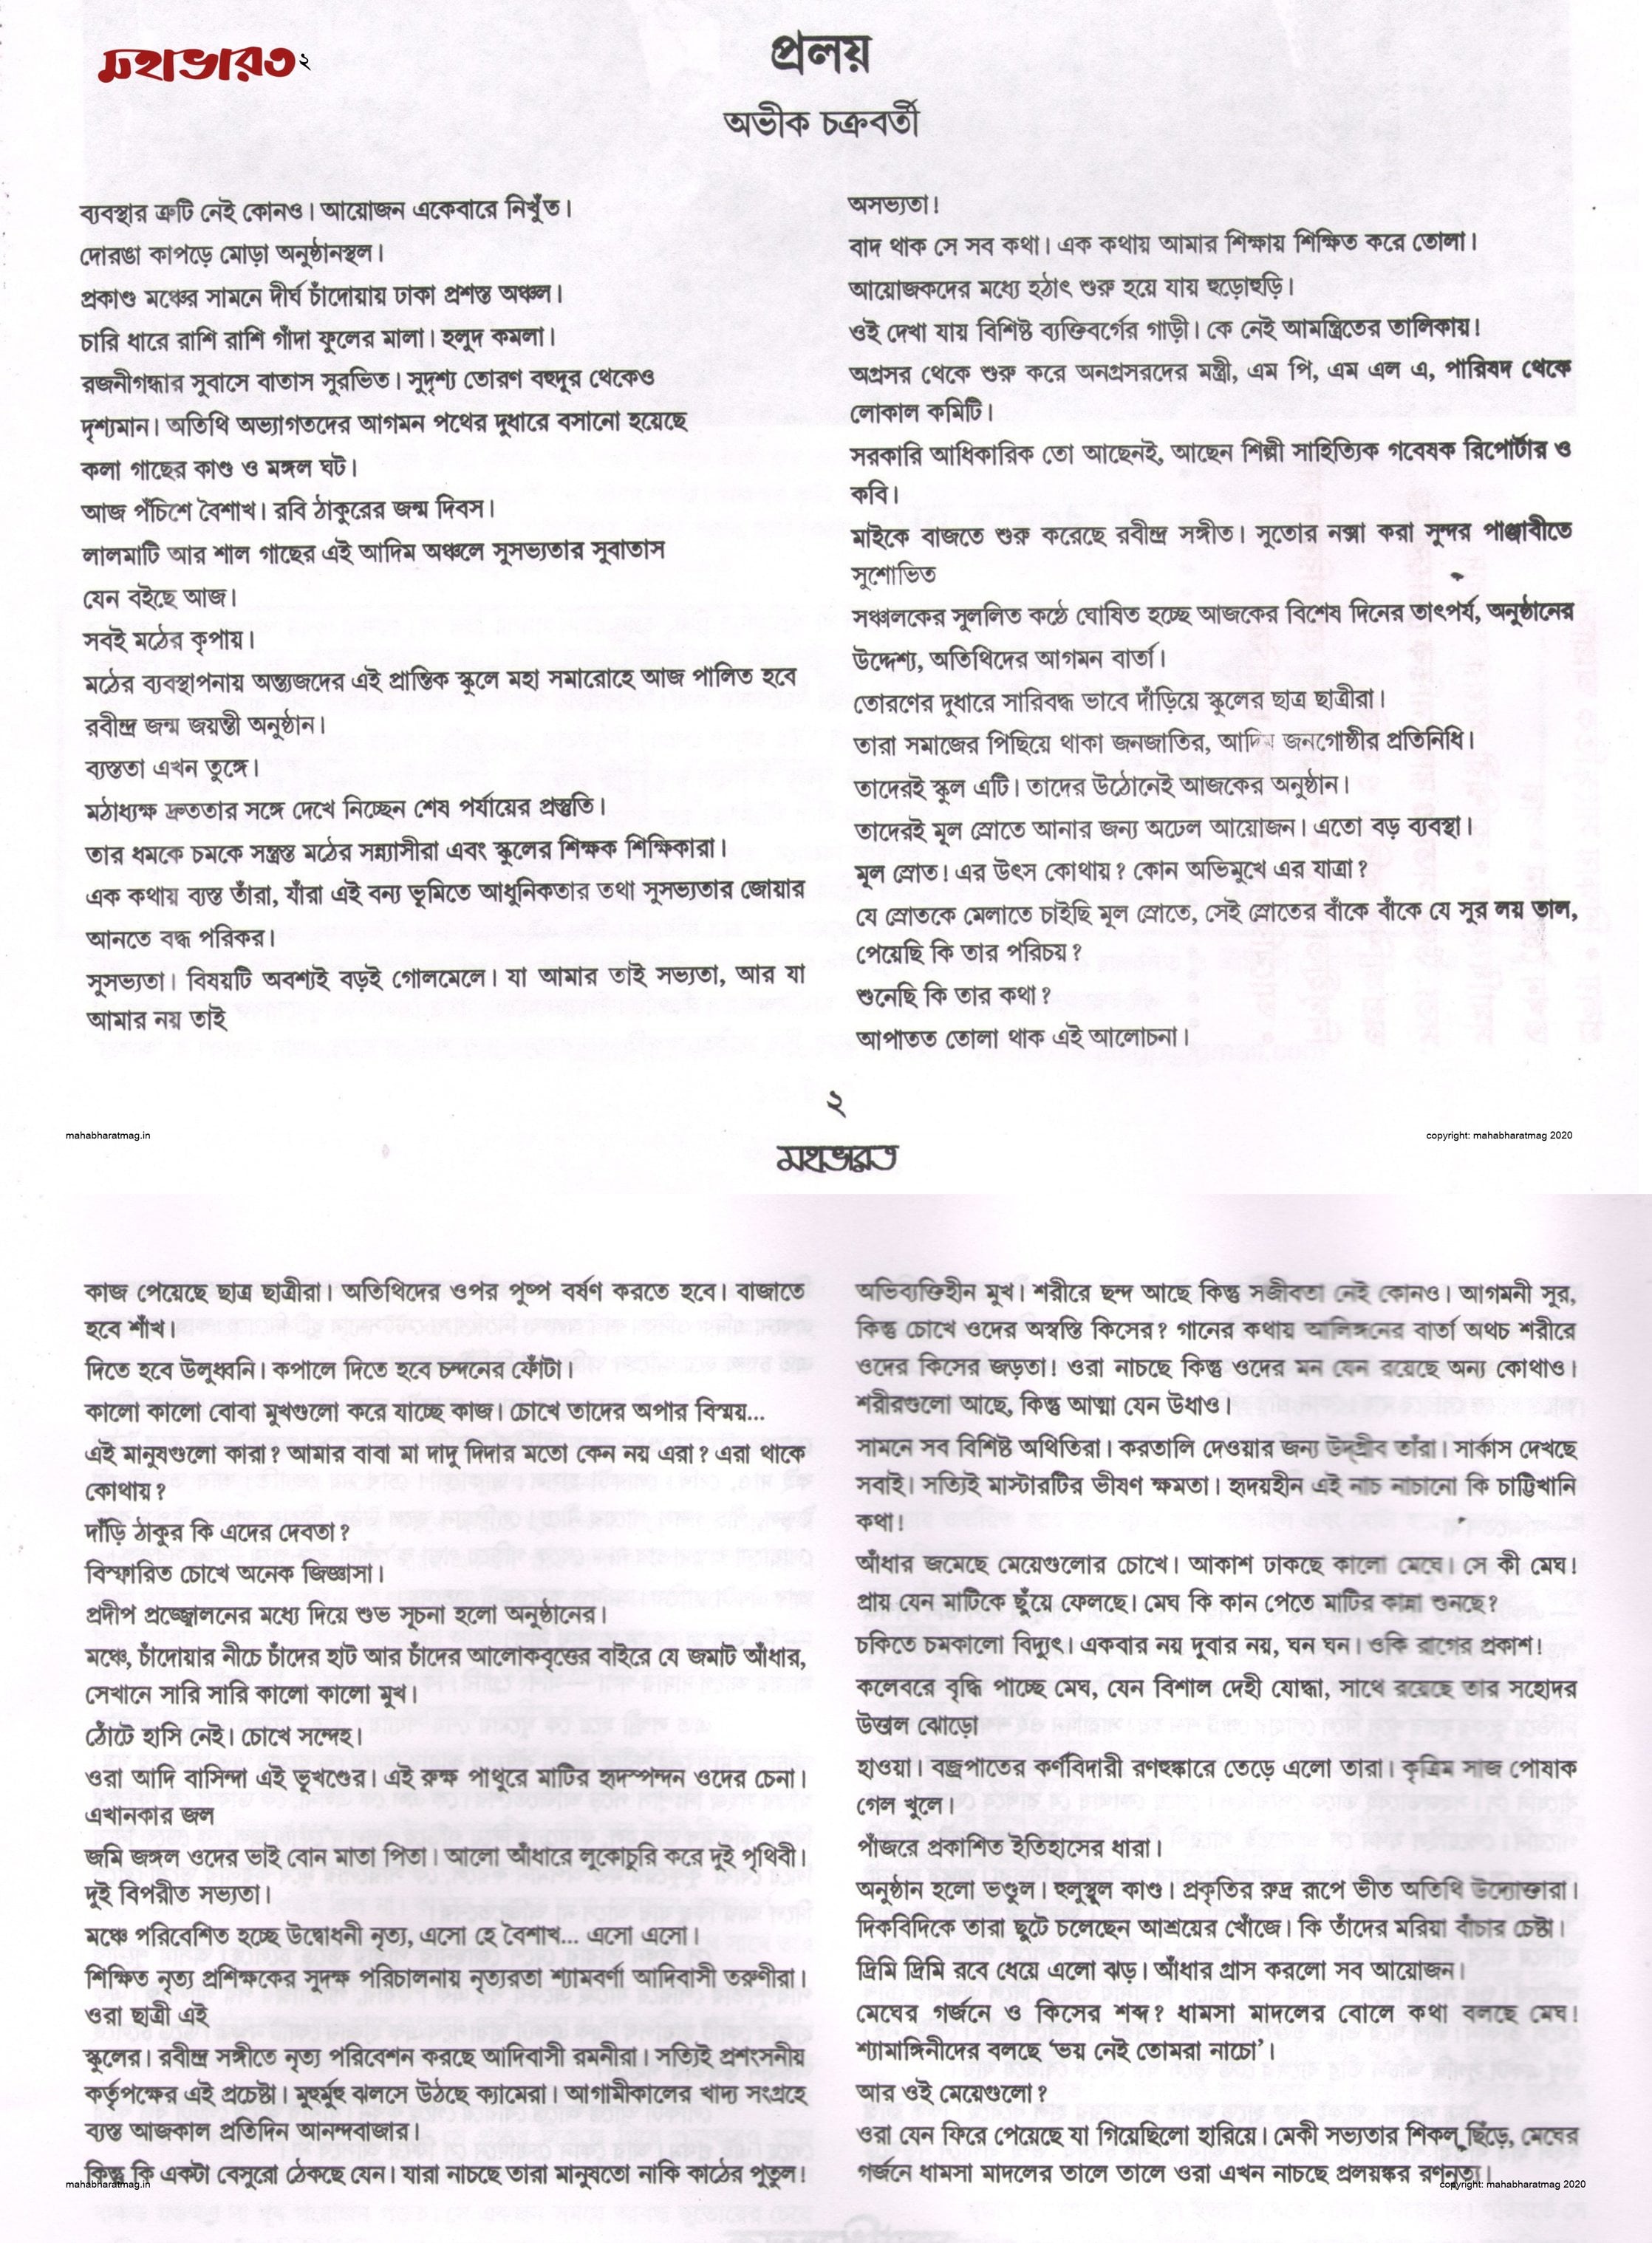 মহাভারত ২
প্রলয়
অভীক চক্রবর্তী
ব্যবস্থার ত্রুটি নেই কোনও। আয়োজন একেবারে নিখুঁত।
দোরঙা কাপড়ে মোড়া অনুষ্ঠানস্থল।
প্রকাণ্ড মঞ্চের সামনে দীর্ঘ চাঁদোয়ায় ঢাকা প্রশস্ত অঞ্চল।
চারি ধারে রাশি রাশি গাঁদা ফুলের মালা। হলুদ কমলা।
রজনীগন্ধার সুবাসে বাতাস সুরভিত। সুদৃশ্য তোরণ বহুদূর থেকেও
দৃশ্যমান। অতিথি অভ্যাগতদের আগমন পথের দুধারে বসানো হয়েছে
কলা গাছের কাণ্ড ও মঙ্গল ঘট।
আজ পঁচিশে বৈশাখ। রবি ঠাকুরের জন্ম দিবস।
লালমাটি আর শাল গাছের এই আদিম অঞ্চলে সুসভ্যতার সুবাতাস
যেন বইছে আজ।
সবই মঠের কৃপায়।
মঠের ব্যবস্থাপনায় অন্ত্যজদের এই প্রান্তিক স্কুলে মহা সমারোহে আজ পালিত হবে
রবীন্দ্র জন্ম জয়ন্তী অনুষ্ঠান।
ব্যস্ততা এখন তুঙ্গে।
মঠাধ্যক্ষ দ্রুততার সঙ্গে দেখে নিচ্ছেন শেষ পর্যায়ের প্রস্তুতি।
তার ধমকে চমকে সন্ত্রস্ত মঠের সন্ন্যাসীরা এবং স্কুলের শিক্ষক শিক্ষিকারা।
এক কথায় ব্যস্ত তাঁরা, যাঁরা এই বন্য ভূমিতে আধুনিকতার তথা সুসভ্যতার জোয়ার
আনতে বদ্ধ পরিকর।
সুসভ্যতা। বিষয়টি অবশ্যই বড়ই গোলমেলে। যা আমার তাই সভ্যতা, আর যা
আমার নয় তাই
অসভ্যতা!
বাদ থাক সে সব কথা। এক কথায় আমার শিক্ষায় শিক্ষিত করে তোলা।
আয়োজকদের মধ্যে হঠাৎ শুরু হয়ে যায় হুড়োহুড়ি।
ওই দেখা যায় বিশিষ্ট ব্যক্তিবর্গের গাড়ী। কে নেই আমন্ত্রিতের তালিকায়!
অগ্রসর থেকে শুরু করে অনগ্রসরদের মন্ত্রী, এম পি, এম এল এ, পারিষদ থেকে
লোকাল কমিটি।
সরকারি আধিকারিক তো আছেনই, আছেন শিল্পী সাহিত্যিক গবেষক রিপোর্টার ও
কবি।
মাইকে বাজতে শুরু করেছে রবীন্দ্র সঙ্গীত। সুতোর নক্সা করা সুন্দর পাঞ্জাবীতে
সুশোভিত
সঞ্চালকের সুললিত কণ্ঠে ঘোষিত হচ্ছে আজকের বিশেষ দিনের তাৎপর্য, অনুষ্ঠানের
উদ্দেশ্য, অতিথিদের আগমন বার্তা।
তোরণের দুধারে সারিবদ্ধ ভাবে দাঁড়িয়ে স্কুলের ছাত্র ছাত্রীরা।
তারা সমাজের পিছিয়ে থাকা জনজাতির, আদিম জনগোষ্ঠীর প্রতিনিধি।
তাদেরই স্কুল এটি। তাদের উঠোনেই আজকের অনুষ্ঠান।
তাদেরই মূল স্রোতে আনার জন্য অঢেল আয়োজন। এতো বড় ব্যবস্থা।
মূল স্রোত! এর উৎস কোথায়? কোন অভিমুখে এর যাত্রা?
যে স্রোতকে মেলাতে চাইছি মূল স্রোতে, সেই স্রোতের বাঁকে বাঁকে যে সুর লয় তাল,
পেয়েছি কি তার পরিচয়?
শুনেছি কি তার কথা?
আপাতত তোলা থাক এই আলোচনা।
২
mahabharatmag.in
copyright: mahabharatmag 2020
মহাভারত
কাজ পেয়েছে ছাত্র ছাত্রীরা। অতিথিদের ওপর পুষ্প বর্ষণ করতে হবে। বাজাতে
হবে শাঁখ।
দিতে হবে উলুধ্বনি। কপালে দিতে হবে চন্দনের ফোঁটা।
কালো কালো বোবা মুখগুলো করে যাচ্ছে কাজ। চোখে তাদের অপার বিস্ময়...
এই মানুষগুলো কারা? আমার বাবা মা দাদু দিদার মতো কেন নয় এরা? এরা থাকে
কোথায়?
দাঁড়ি ঠাকুর কি এদের দেবতা?
বিস্ফারিত চোখে অনেক জিজ্ঞাসা।
প্রদীপ প্রজ্জ্বোলনের মধ্যে দিয়ে শুভ সূচনা হলো অনুষ্ঠানের।
মঞ্চে, চাঁদোয়ার নীচে চাঁদের হাট আর চাঁদের আলোকবৃত্তের বাইরে যে জমাট আঁধার,
সেখানে সারি সারি কালো কালো মুখ।
ঠোঁটে হাসি নেই। চোখে সন্দেহ।
ওরা আদি বাসিন্দা এই ভূখণ্ডের। এই রুক্ষ পাথুরে মাটির হৃদস্পন্দন ওদের চেনা।
এখানকার জল
জমি জঙ্গল ওদের ভাই বোন মাতা পিতা। আলো আঁধারে লুকোচুরি করে দুই পৃথিবী।
দুই বিপরীত সভ্যতা।
মঞ্চে পরিবেশিত হচ্ছে উদ্বোধনী নৃত্য, এসো হে বৈশাখ... এসো এসো।
শিক্ষিত নৃত্য প্রশিক্ষকের সুদক্ষ পরিচালনায় নৃত্যরতা শ্যামবর্ণা আদিবাসী তরুণীরা।
ওরা ছাত্রী এই
স্কুলের। রবীন্দ্র সঙ্গীতে নৃত্য পরিবেশন করছে আদিবাসী রমনীরা। সত্যিই প্রশংসনীয়
কর্তৃপক্ষের এই প্রচেষ্টা। মুহুর্মুহু ঝলসে উঠছে ক্যামেরা। আগামীকালের খাদ্য সংগ্রহে
ব্যস্ত আজকাল প্রতিদিন আনন্দবাজার।
কিন্তু কি একটা বেসুরো ঠেকছে যেন। যারা নাচছে তারা মানুষতো নাকি কাঠের পুতুল!
অভিব্যক্তিহীন মুখ। শরীরে ছন্দ আছে কিন্তু সজীবতা নেই কোনও। আগমনী সুর,
কিন্তু চোখে ওদের অস্বস্তি কিসের? গানের কথায় আলিঙ্গনের বার্তা অথচ শরীরে
ওদের কিসের জড়তা! ওরা নাচছে কিন্তু ওদের মন যেন রয়েছে অন্য কোথাও।
শরীরগুলো আছে, কিন্তু আত্মা যেন উধাও।
সামনে সব বিশিষ্ট অথিতিরা। করতালি দেওয়ার জন্য উদ্‌গ্রীব তাঁরা। সার্কাস দেখছে
সবাই। সত্যিই মাস্টারটির ভীষণ ক্ষমতা। হৃদয়হীন এই নাচ নাচানো কি চাট্টিখানি
কথা!
আঁধার জমেছে মেয়েগুলোর চোখে। আকাশ ঢাকছে কালো মেঘে। সে কী মেঘ!
প্রায় যেন মাটিকে ছুঁয়ে ফেলছে। মেঘ কি কান পেতে মাটির কান্না শুনছে?
চকিতে চমকালো বিদ্যুৎ। একবার নয় দুবার নয়, ঘন ঘন। ওকি রাগের প্রকাশ!
কলেবরে বৃদ্ধি পাচ্ছে মেঘ, যেন বিশাল দেহী যোদ্ধা, সাথে রয়েছে তার সহোদর
উত্তাল ঝোড়ো
হাওয়া। বজ্রপাতের কর্ণবিদারী রণহুঙ্কারে তেড়ে এলো তারা। কৃত্রিম সাজ পোষাক
গেল খুলে।
পাঁজরে প্রকাশিত ইতিহাসের ধারা।
অনুষ্ঠান হলো ভণ্ডুল। হুলুস্থুল কাণ্ড। প্রকৃতির রুদ্র রূপে ভীত অতিথি উদ্যোক্তারা।
দিকবিদিকে তারা ছুটে চলেছেন আশ্রয়ের খোঁজে। কি তাঁদের মরিয়া বাঁচার চেষ্টা।
দ্রিমি দ্রিমি রবে ধেয়ে এলো ঝড়। আঁধার গ্রাস করলো সব আয়োজন।
মেঘের গর্জনে ও কিসের শব্দ? ধামসা মাদলের বোলে কথা বলছে মেঘ!
শ্যামাঙ্গিনীদের বলছে ‘ভয় নেই তোমরা নাচো’।
আর ওই মেয়েগুলো?
ওরা যেন ফিরে পেয়েছে যা গিয়েছিলো হারিয়ে। মেকী সভ্যতার শিকল ছিঁড়ে, মেঘের
গর্জনে ধামসা মাদলের তালে তালে ওরা এখন নাচছে প্রলয়ঙ্কর রণনৃত্য।
mahabharatmag.in
copyright: mahabharatmag 2020